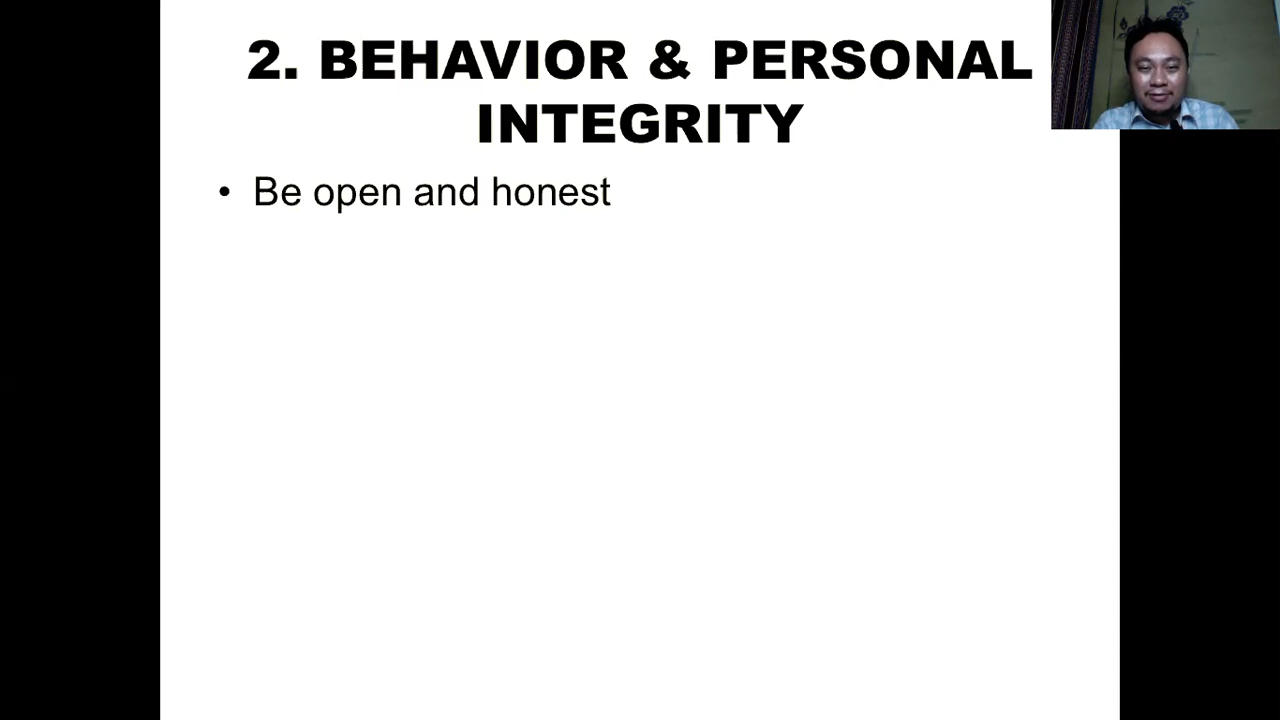 2. BEHAVIOR & PERSONAL
INTEGRITY
• Be open and honest